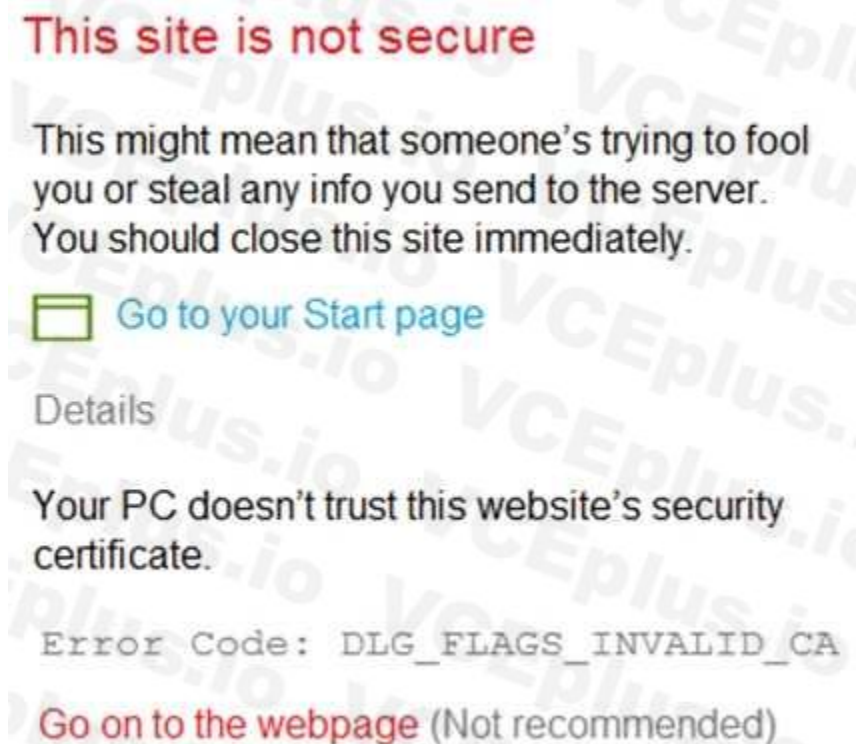 This site is not secure
This might mean that someone's trying to fool
you or steal any info you send to the server.
You should close this site immediately.
Go to your Start page
Details
Your PC doesn't trust this website's security
certificate.
Error Code: DLG_FLAGS_INVALID_CA
Go on to the webpage (Not recommended)
VCEplus.io